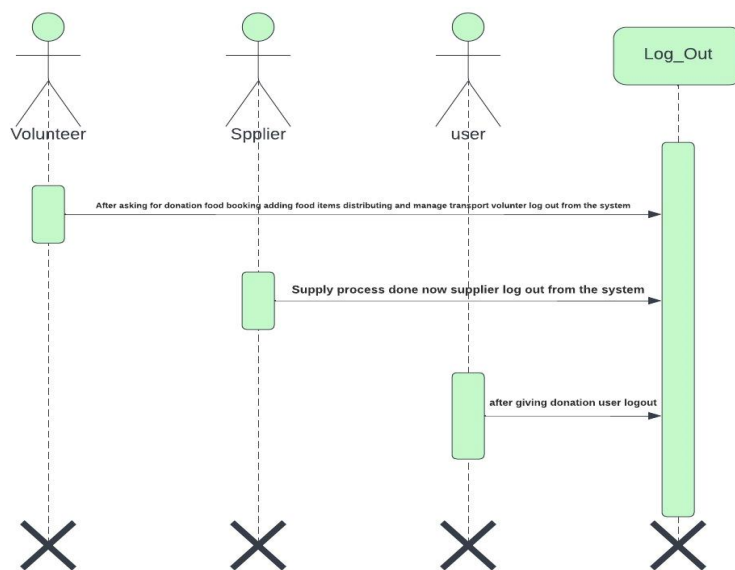 Log_Out
Volunteer
Spplier
user
After asking for donation food booking adding food items distributing and manage transport volunter log out from the system
Supply process done now supplier log out from the system
after giving donation user logout